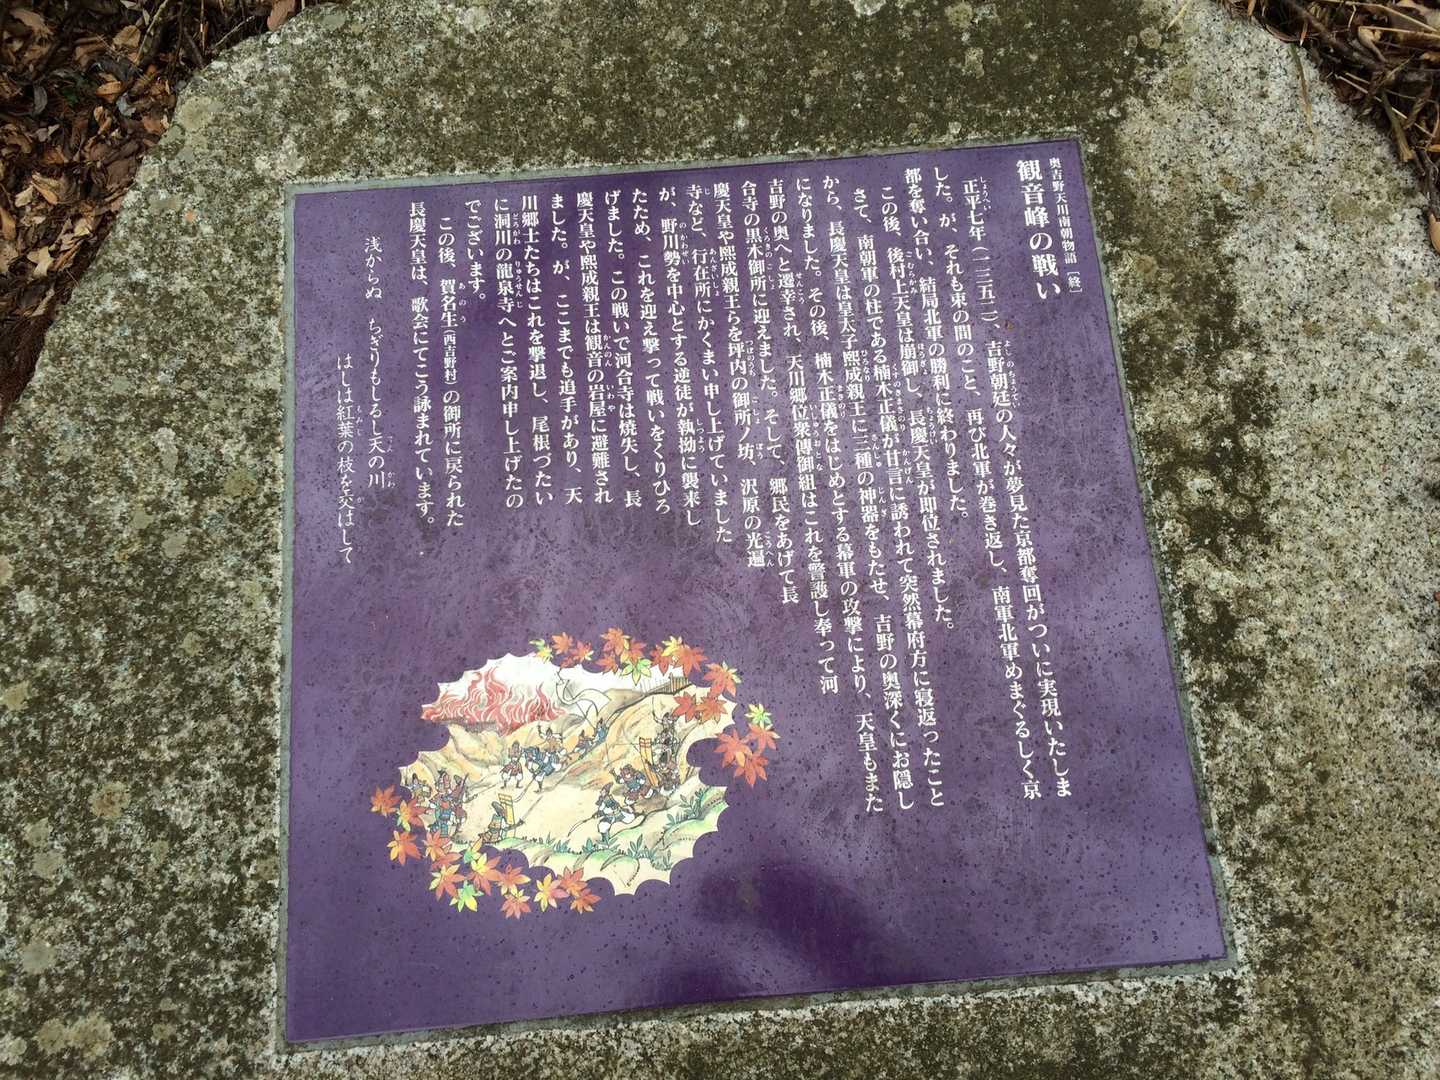 奥吉野天川南朝物語［終］
観音峰の戦い
正平七年（一三五二）、吉野朝廷の人々が夢見た京都奪回がついに実現いたしま
した。が、それも束の間のこと、再び北軍が巻き返し、南軍北軍めまぐるしく京
都を奪い合い、結局北軍の勝利に終わりました。
この後、後村上天皇は崩御し、長慶天皇が即位されました。
さて、南朝軍の柱である楠木正儀が甘言に誘われて突然幕府方に寝返ったこと
から、長慶天皇は皇太子熙成親王に三種の神器をもたせ、吉野の奥深くにお隠し
になりました。その後、楠木正儀をはじめとする幕軍の攻撃により、天皇もまた
吉野の奥へと遷幸され、天川郷位衆傳御組はこれを警護し奉って河
合寺の黒木御所に迎えました。そして、郷民をあげて長
慶天皇や熙成親王らを坪内の御所ノ坊、沢原の光遍
寺など、行在所にかくまい申し上げていました
が、野川勢を中心とする逆徒が執拗に襲来し
たため、これを迎え撃って戦いをくりひろ
げました。この戦いで河合寺は焼失し、長
慶天皇や熙成親王は観音の岩屋に避難され
ました。が、ここまでも追手があり、天
川郷士たちはこれを撃退し、尾根づたい
に洞川の龍泉寺へとご案内申し上げたの
でございます。
この後、賀名生（西吉野村）の御所に戻られた
長慶天皇は、歌会にてこう詠まれています。
浅からぬ　ちぎりもしるし天の川
はしは紅葉の枝を交はして